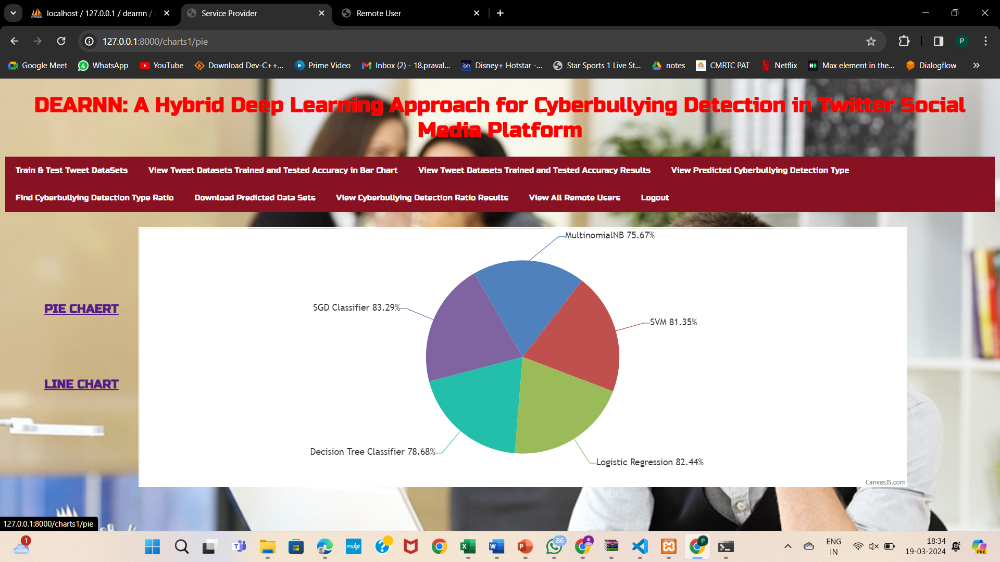 localhost / 127.0.0.1 / dearnn /
Service Provider
Remote User
127.0.0.1:8000/charts1/pie
P
Google Meet
WhatsApp
YouTube
Download Dev-C++...
Prime Video
Inbox (2) - 18.praval...
Disney+ Hotstar -...
Star Sports 1 Live St...
notes
CMRTC PAT
Netflix
Max element in the...
Dialogflow
DEARNN: A Hybrid Deep Learning Approach for Cyberbullying Detection in Twitter Social
Media Platform
Train & Test Tweet DataSets
View Tweet Datasets Trained and Tested Accuracy in Bar Chart
View Tweet Datasets Trained and Tested Accuracy Results
View Predicted Cyberbullying Detection Type
Find Cyberbullying Detection Type Ratio
Download Predicted Data Sets
View Cyberbullying Detection Ratio Results
View All Remote Users
Logout
MultinomialNB 75.67%
SGD Classifier 83.29%
PIE CHAERT
SVM 81.35%
LINE CHART
Decision Tree Classifier 78.68%
Logistic Regression 82.44%
CanvasJS.com
127.0.0.1:8000/charts1/pie
1
myhp
86
P
ENG
IN
18:34
19-03-2024
PRE